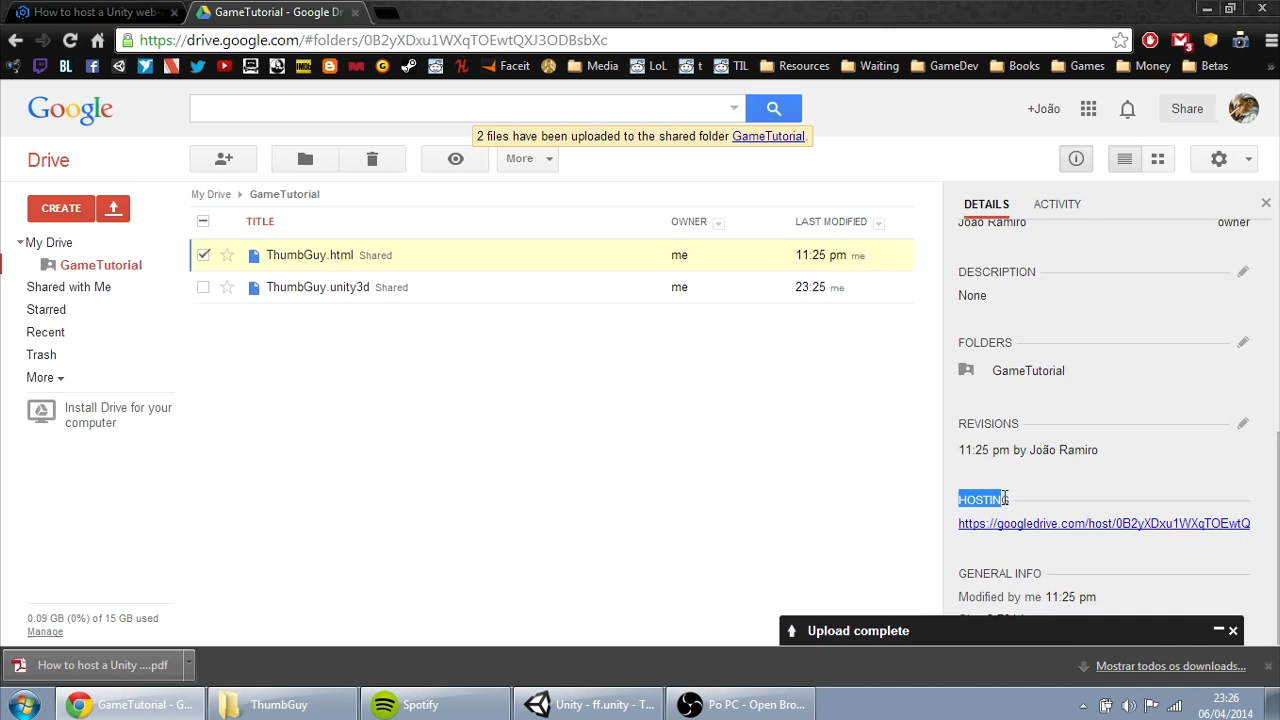 How to host a Unity web-
GameTutorial - Google Dr
https://drive.google.com/#folders/0B2yXDxu1WXqTOEwtQXJ3ODBsbXc
BL
IMDb
Faceit
Media
LoL
t
TIL
Resources
Waiting
GameDev
Books
Games
Money
Betas
Google
+João
Share
2 files have been uploaded to the shared folder GameTutorial.
Drive
More
My Drive
GameTutorial
DETAILS
ACTIVITY
CREATE
TITLE
OWNER
LAST MODIFIED
João Ramiro
owner
My Drive
GameTutorial
ThumbGuy.html Shared
me
11:25 pm me
Shared with Me
ThumbGuy.unity3d Shared
me
23:25 me
DESCRIPTION
None
Starred
Recent
Trash
More
FOLDERS
GameTutorial
Install Drive for your
computer
REVISIONS
11:25 pm by João Ramiro
HOSTING
https://googledrive.com/host/0B2yXDxu1WXqTOEwtQ
GENERAL INFO
Modified by me 11:25 pm
0.09 GB (0%) of 15 GB used
Manage
Upload complete
How to host a Unity ....pdf
Mostrar todos os downloads...
GameTutorial - G...
ThumbGuy
Spotify
Unity - ff.unity - T...
Po PC - Open Bro...
23:26
06/04/2014